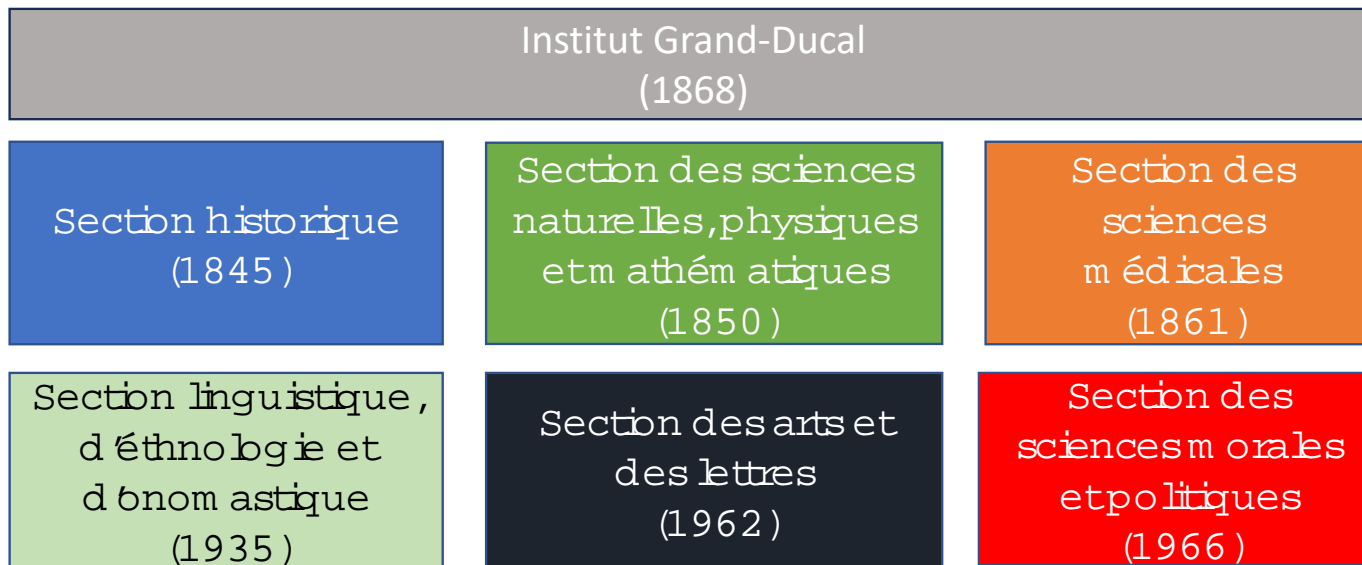 Institut Grand-Ducal
(1868)
Section historique
(1845)
Section des sciences
naturelles, physiques
et mathématiques
(1850)
Section des
sciences
médicales
(1861)
Section linguistique,
d'éthnologie et
d'onomastique
(1935)
Section des arts et
des lettres
(1962)
Section des
sciences morales
et politiques
(1966)